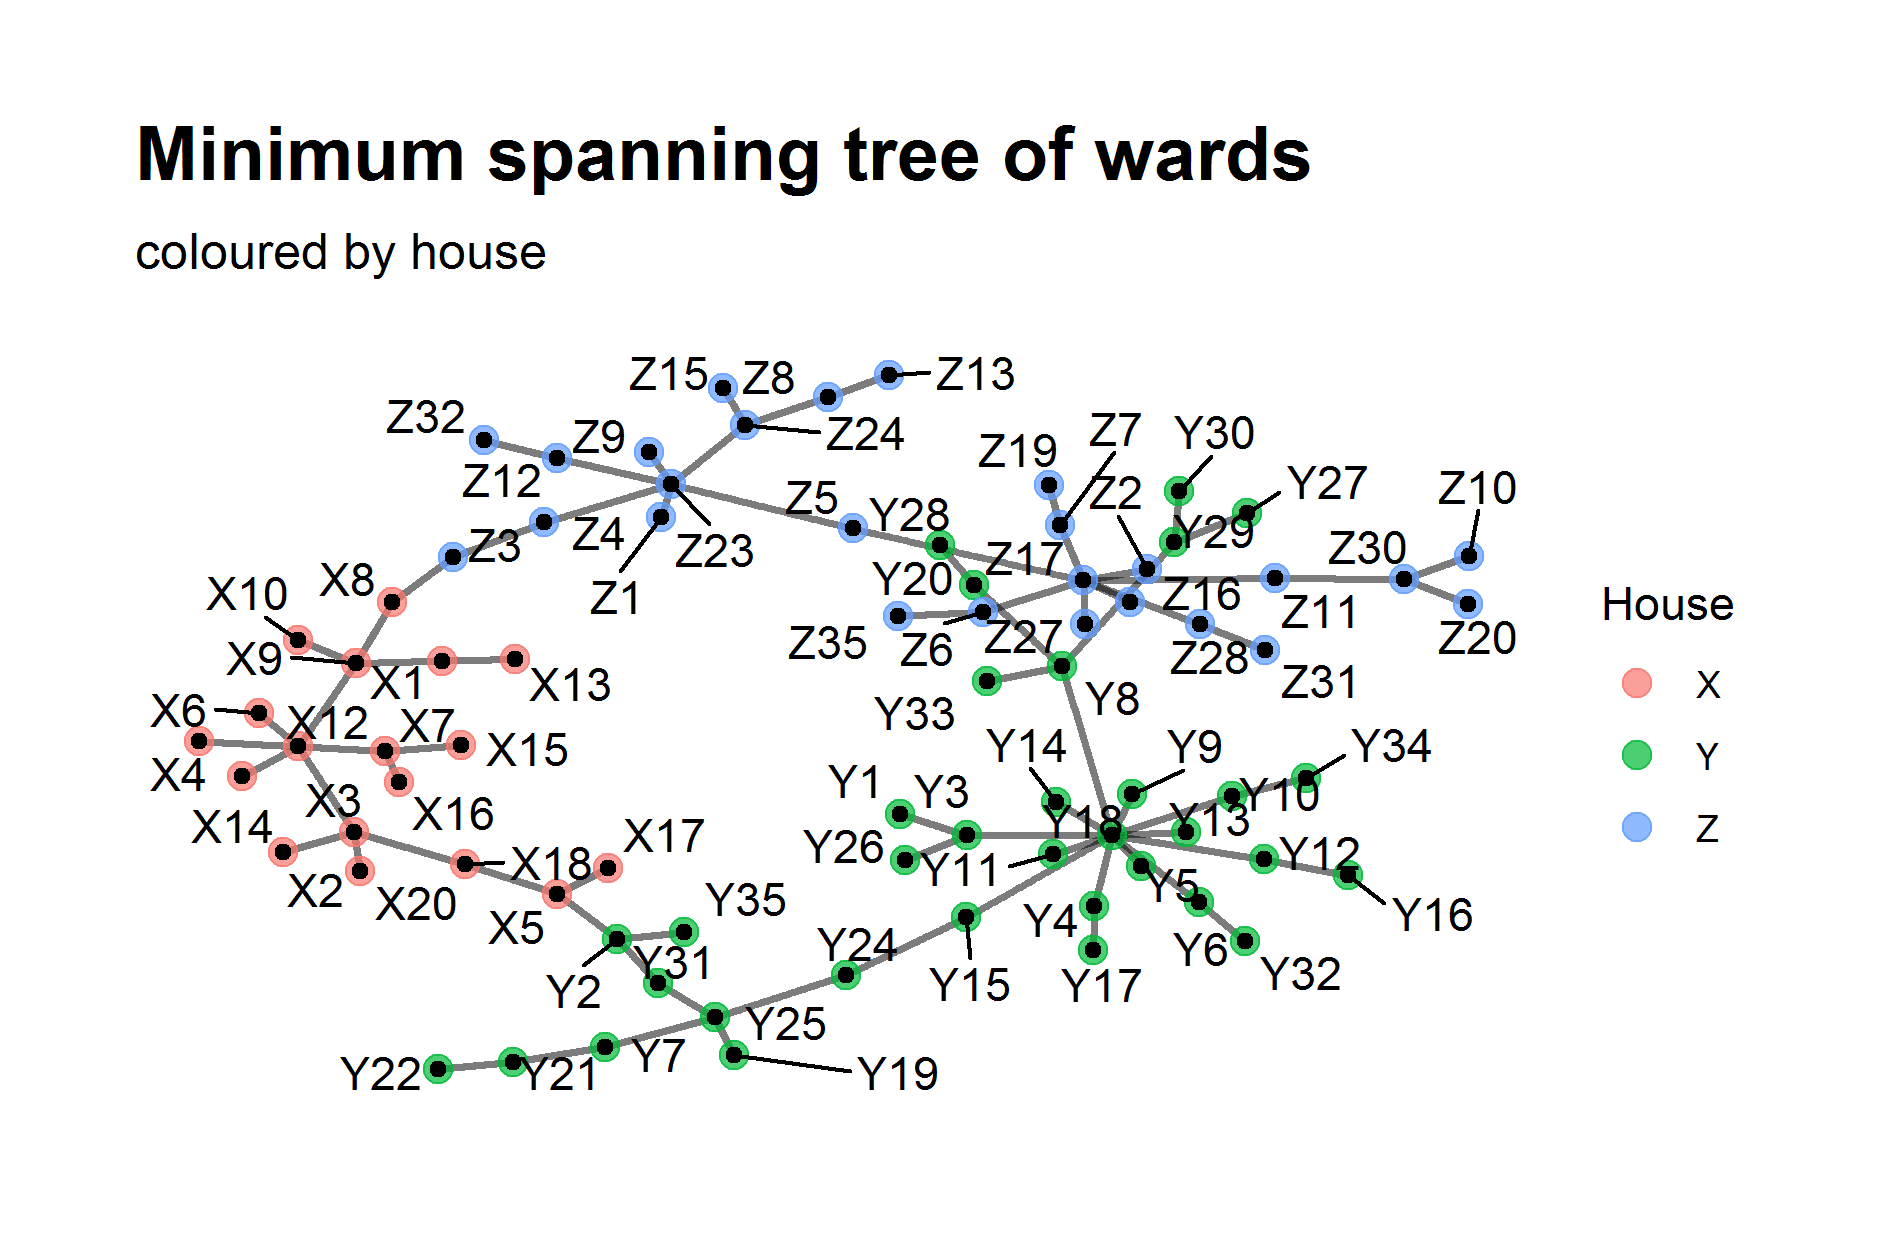 Minimum spanning tree of wards
coloured by house
Z15 Z8 Z13
Z32 Z9 Z24
Z12 Z19 Z7 Y30
Z5 Z2 Y27 Z10
Z3 Z4 Z23 Y28 Z17 Y29 Z30
X10 X8 Z1 Y20 Z16 Z11
X9 X1 X13 Z35 Z6 Z27 Z28 Z31 Z20
X6 X12 X7 X15 Y33 Y8
X4 X3 Y14 Y9 Y34
X14 X16 X17 Y1 Y3 Y18 Y13 Y10
X2 X20 X18 Y26 Y11 Y5 Y12
X5 Y35 Y4 Y16
Y2 Y31 Y24 Y15 Y17 Y6 Y32
Y25
Y22 Y21 Y7 Y19
House
X
Y
Z